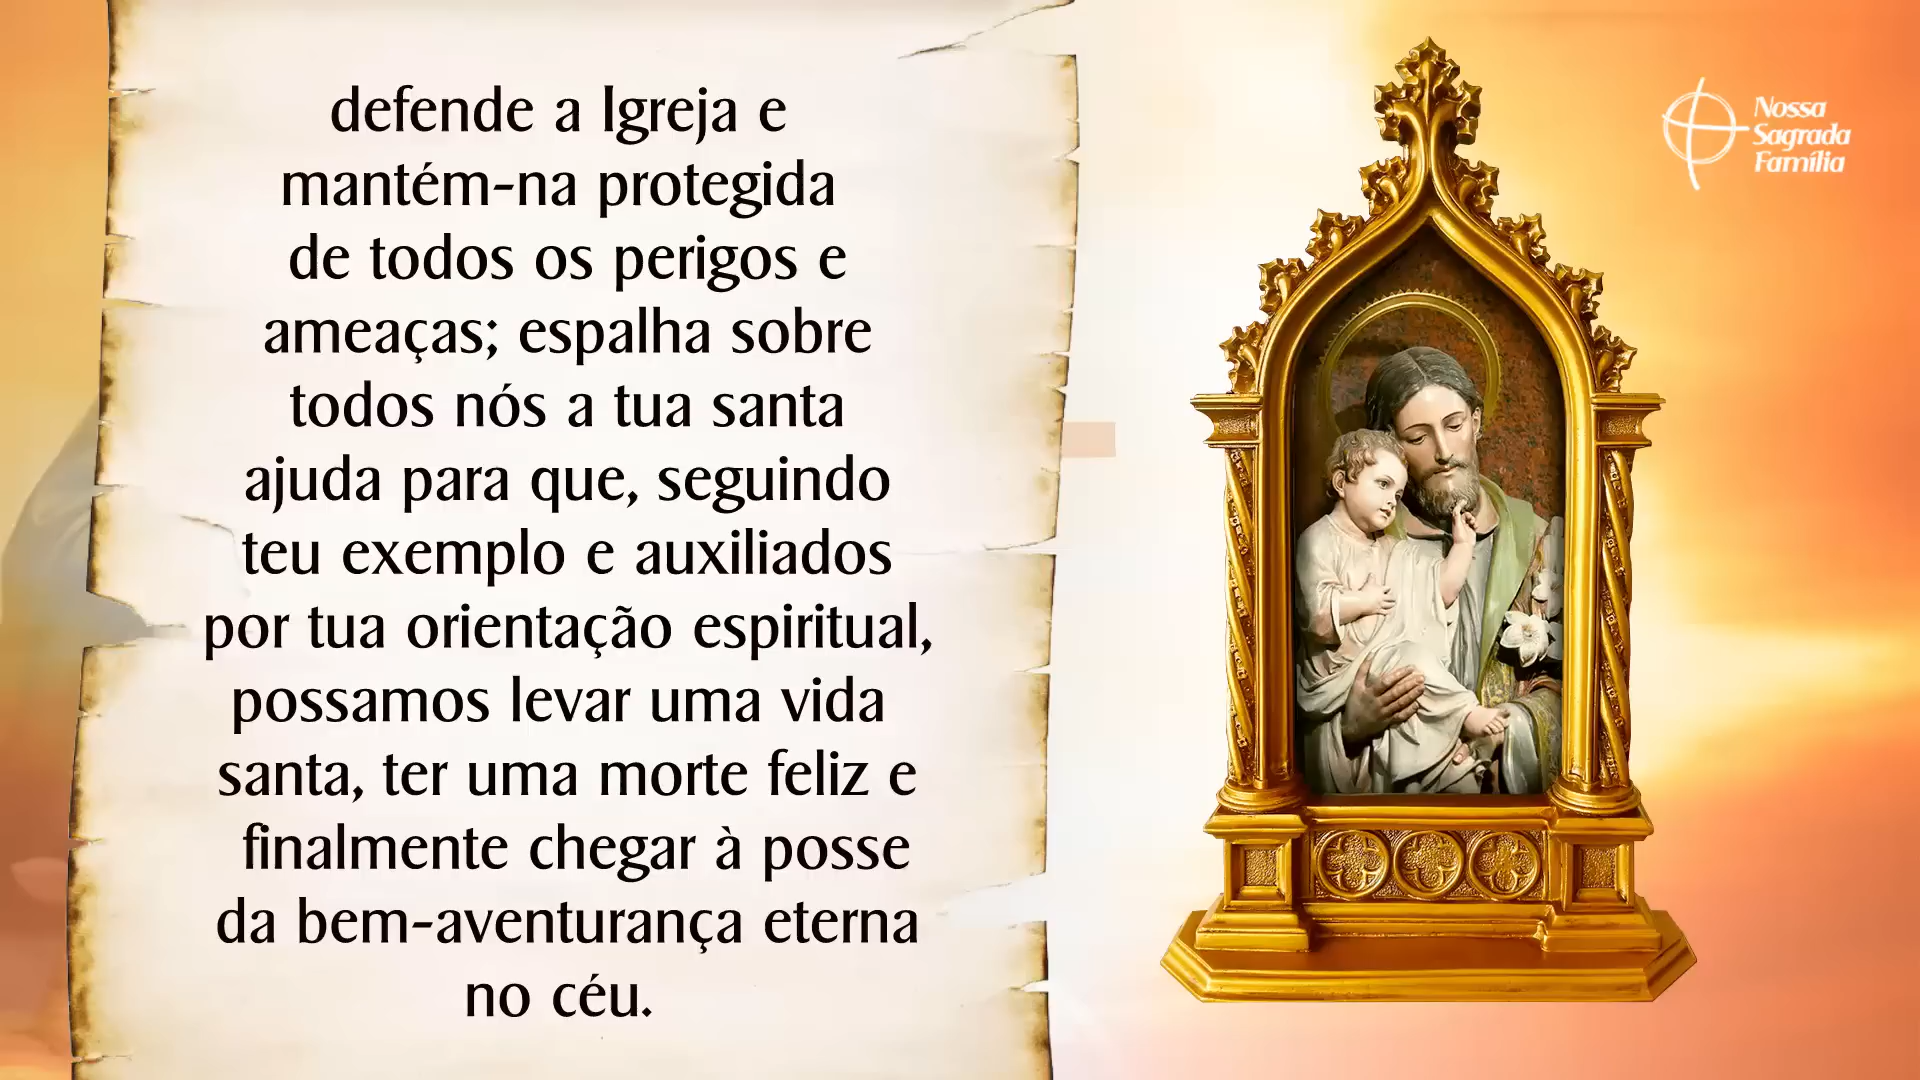 defende a Igreja e
mantém-na protegida
de todos os perigos e
ameaças; espalha sobre
todos nós a tua santa
ajuda para que, seguindo
teu exemplo e auxiliados
por tua orientação espiritual,
possamos levar uma vida
santa, ter uma morte feliz e
finalmente chegar à posse
da bem-aventurança eterna
no céu.
Nossa
Sagrada
Família